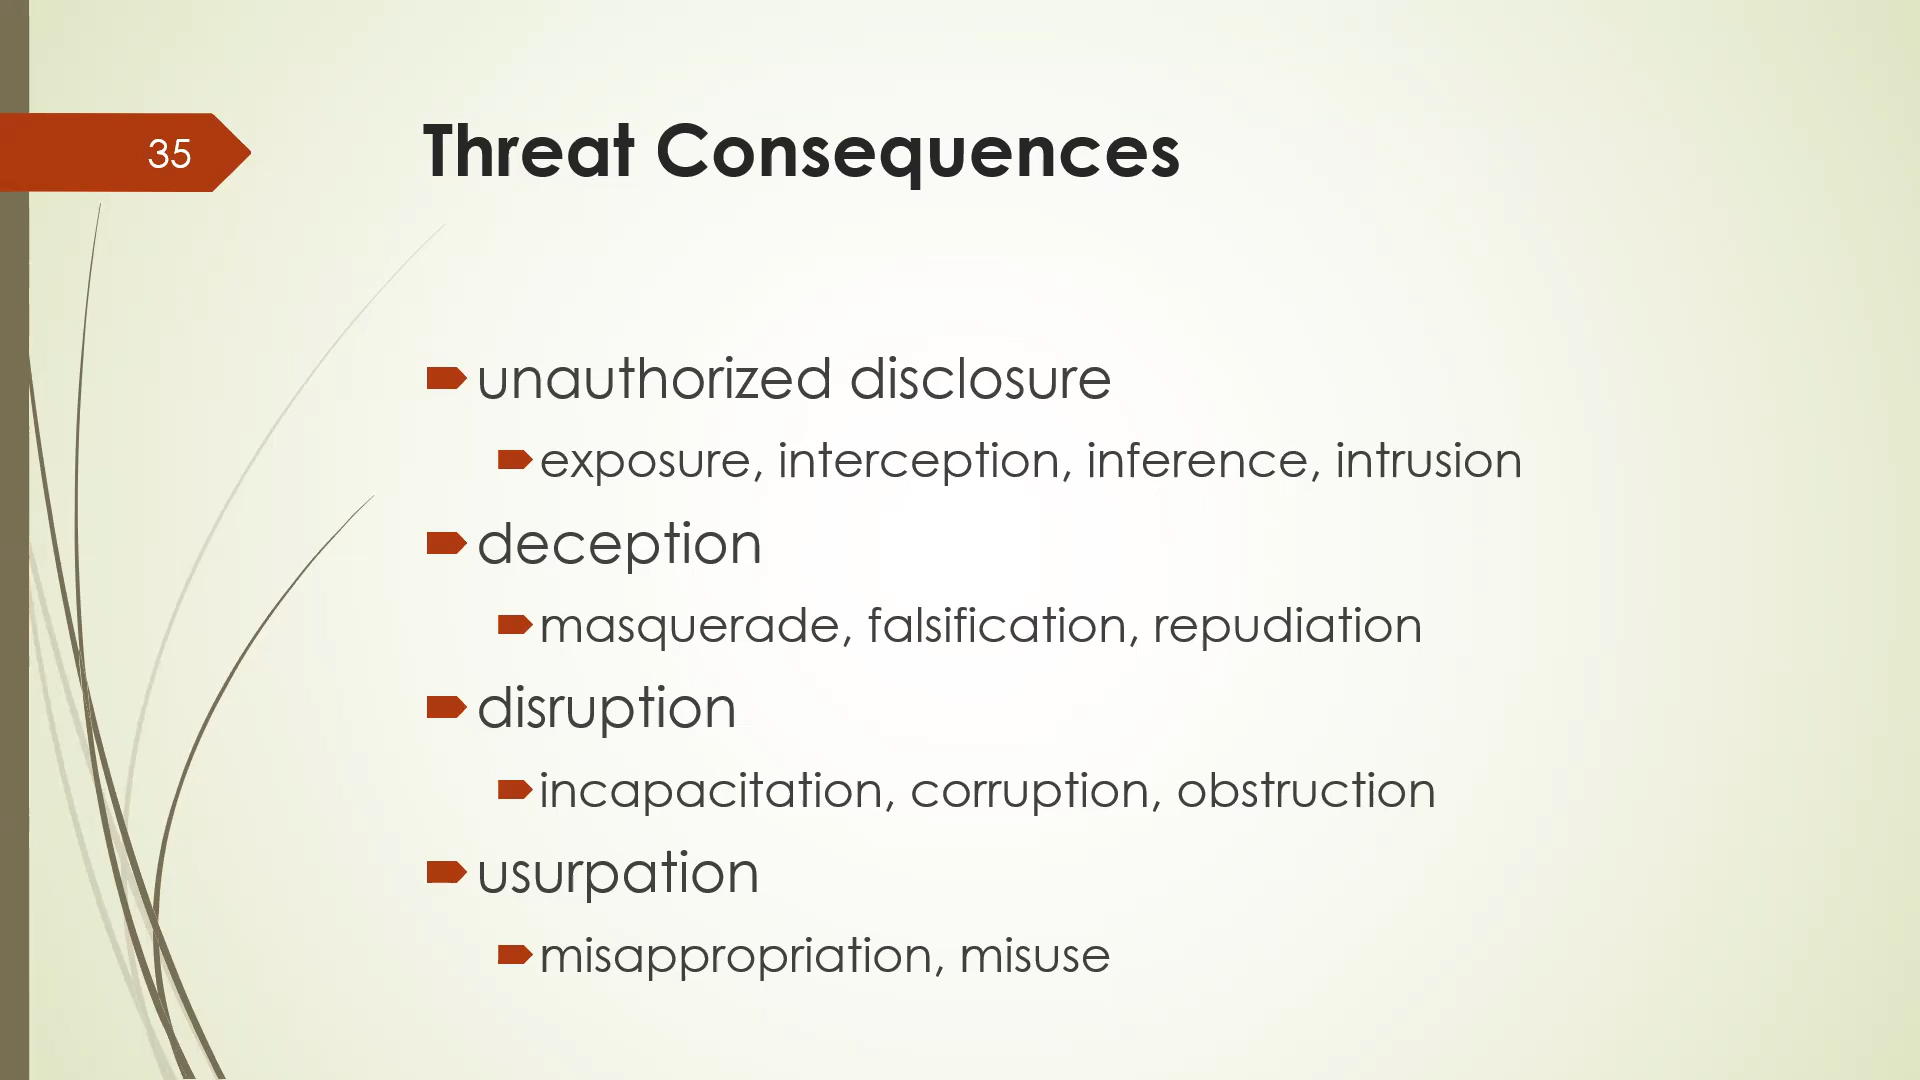 35
Threat Consequences
unauthorized disclosure
exposure, interception, inference, intrusion
deception
masquerade, falsification, repudiation
disruption
incapacitation, corruption, obstruction
usurpation
misappropriation, misuse